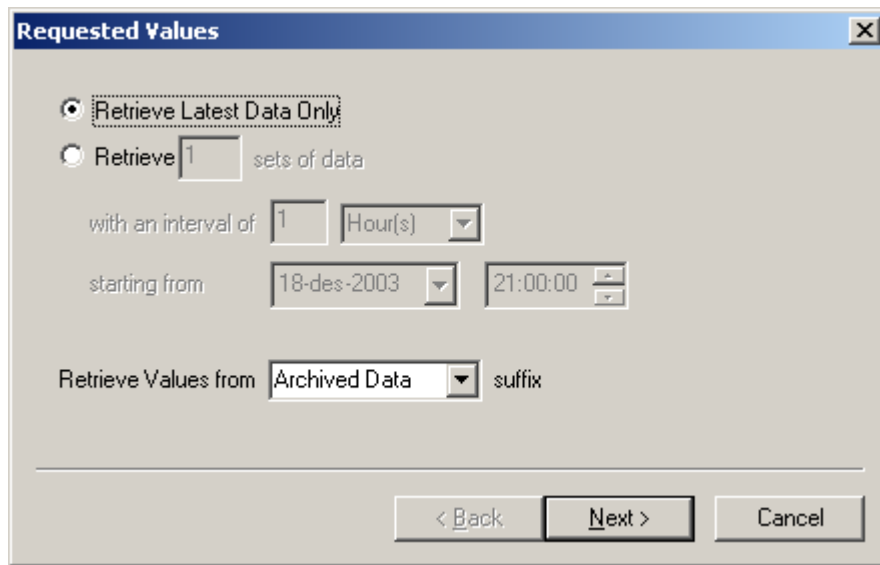 Requested Values
Retrieve Latest Data Only
Retrieve 1 sets of data
with an interval of 1 Hour(s)
starting from 18-des-2003 21:00:00
Retrieve Values from Archived Data suffix
< Back Next > Cancel